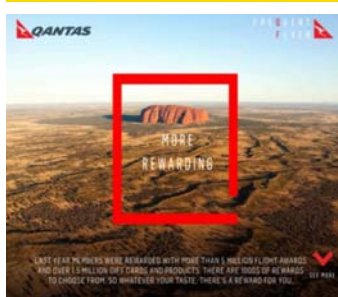 QANTAS
FREQUENT
FLYER
MORE
REWARDING
LAST YEAR MEMBERS WERE REWARDED WITH MORE THAN 5 MILLION FLIGHT AWARDS
AND OVER 1.5 MILLION GIFT CARDS AND PRODUCTS. THERE ARE 1000S OF REWARDS
TO CHOOSE FROM. SO WHATEVER YOUR TASTE, THERE'S A REWARD FOR YOU.
SEE MORE